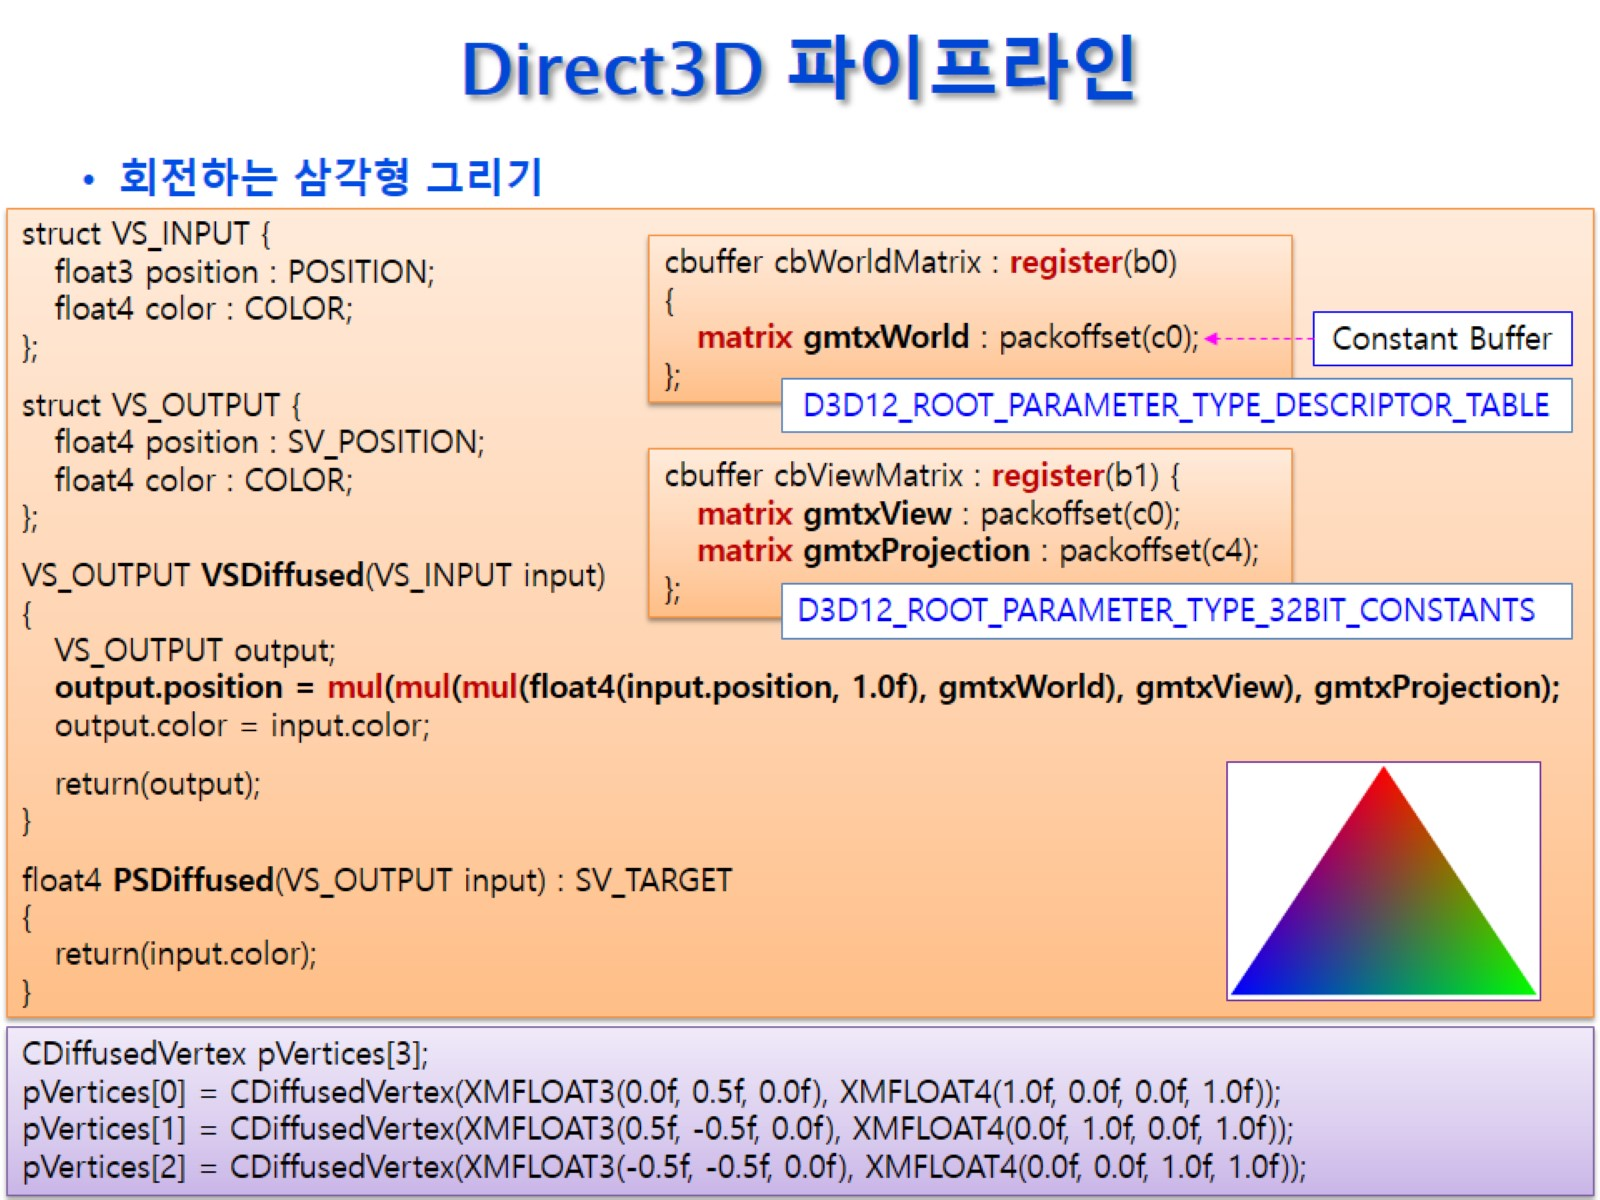 Direct3D 파이프라인
• 회전하는 삼각형 그리기
struct VS_INPUT {
float3 position : POSITION;
float4 color : COLOR;
};
struct VS_OUTPUT {
float4 position : SV_POSITION;
float4 color : COLOR;
};
VS_OUTPUT VSDiffused(VS_INPUT input)
{
VS_OUTPUT output;
output.position = mul(mul(mul(float4(input.position, 1.0f), gmtxWorld), gmtxView), gmtxProjection);
output.color = input.color;
return(output);
}
float4 PSDiffused(VS_OUTPUT input) : SV_TARGET
{
return(input.color);
}
cbuffer cbWorldMatrix : register(b0)
{
matrix gmtxWorld : packoffset(c0);
};
Constant Buffer
D3D12_ROOT_PARAMETER_TYPE_DESCRIPTOR_TABLE
cbuffer cbViewMatrix : register(b1) {
matrix gmtxView : packoffset(c0);
matrix gmtxProjection : packoffset(c4);
};
D3D12_ROOT_PARAMETER_TYPE_32BIT_CONSTANTS
CDiffusedVertex pVertices[3];
pVertices[0] = CDiffusedVertex(XMFLOAT3(0.0f, 0.5f, 0.0f), XMFLOAT4(1.0f, 0.0f, 0.0f, 1.0f));
pVertices[1] = CDiffusedVertex(XMFLOAT3(0.5f, -0.5f, 0.0f), XMFLOAT4(0.0f, 1.0f, 0.0f, 1.0f));
pVertices[2] = CDiffusedVertex(XMFLOAT3(-0.5f, -0.5f, 0.0f), XMFLOAT4(0.0f, 0.0f, 1.0f, 1.0f));